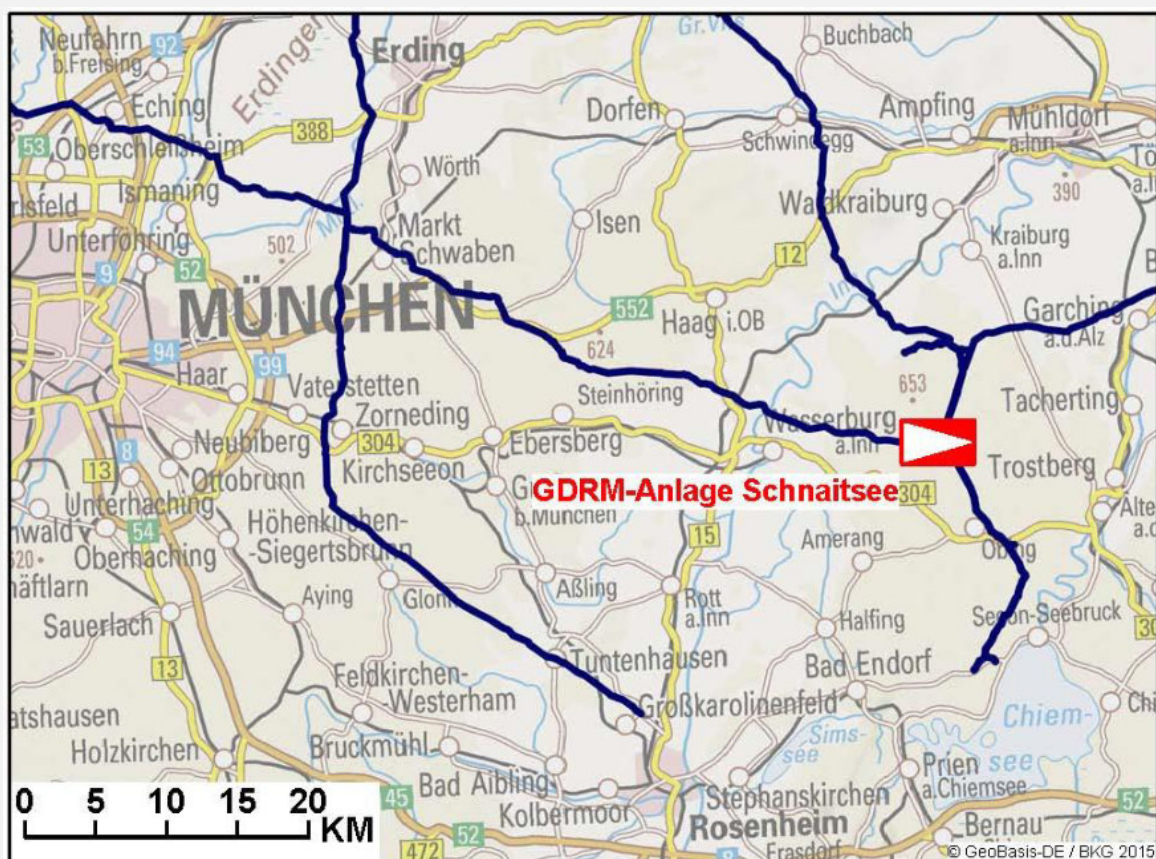 Neufahrn
b.Freising
92
Erding
Erdinger
Buchbach
Eching
Dorfen
Ampfing
Mühldorf
a.Inn
Schwindegg
53
Oberschleißheim
388
Wörth
Ismaning
Isen
Waldkraiburg
390
Markt
Schwaben
Kraiburg
a.Inn
Unterföhring
502
9
52
12
MÜNCHEN
552
Haag i.OB
Garching
a.d.Alz
94
99
624
Haar
Vaterstetten
Steinhöring
653
Tacherting
Zorneding
304
Wasserburg
a.Inn
Neubiberg
Kirchseeon
Ebersberg
Trostberg
13
8
Ottobrunn
GDRM-Anlage Schnaitsee
304
Unterhaching
b.München
54
Oberhaching
Höhenkirchen-
-Siegertsbrunn
15
Obing
Amerang
620
Aying
Glonn
Aßling
Rott
a.Inn
Halfing
Seeon-Seebruck
Sauerlach
13
Tuntenhausen
Bad Endorf
Feldkirchen-
-Westerham
Großkarolinenfeld
Chiem-
see
Sims-
see
Holzkirchen
Bruckmühl
Bad Aibling
Prien
a.Chiemsee
0 5 10 15 20
KM
45
Kolbermoor
Stephanskirchen
52
52
Rosenheim
Bernau
472
Frasdorf
8
© GeoBasis-DE / BKG 2015